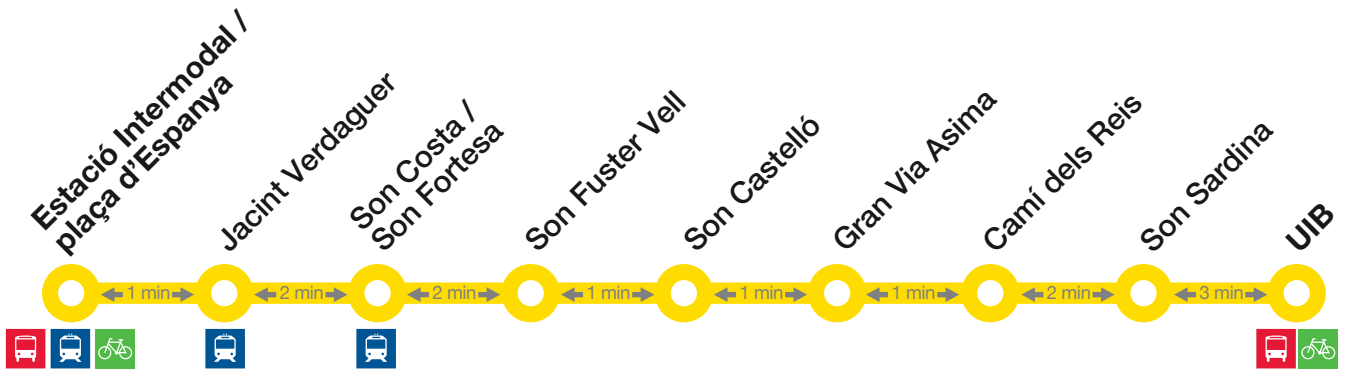 Estació Intermodal /
plaça d'Espanya
Jacint Verdaguer
Son Costa /
Son Fortesa
Son Fuster Vell
Son Castelló
Gran Via Asima
Camí dels Reis
Son Sardina
UIB
1 min
2 min
2 min
1 min
1 min
1 min
2 min
3 min